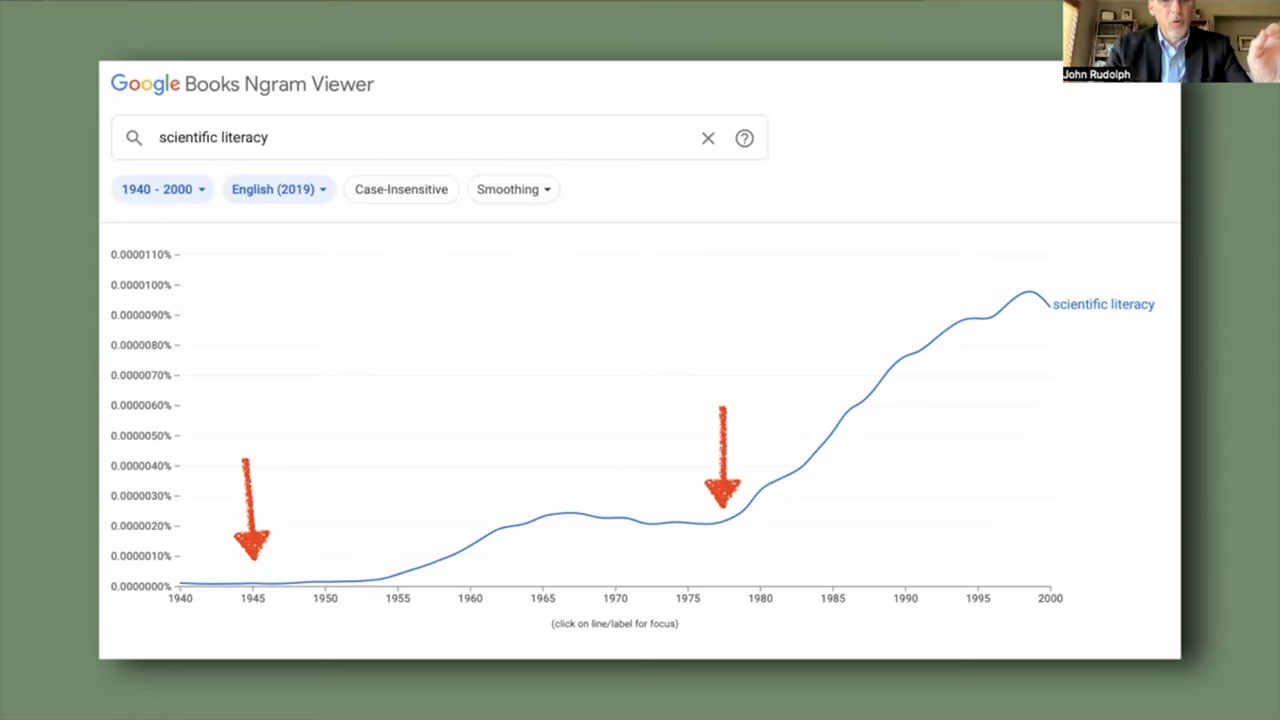 John Rudolph
Google Books Ngram Viewer
scientific literacy
1940 - 2000 English (2019) Case-Insensitive Smoothing
0.0000110%
0.0000100%
0.0000090%
0.0000080%
0.0000070%
0.0000060%
0.0000050%
0.0000040%
0.0000030%
0.0000020%
0.0000010%
0.0000000%
scientific literacy
1940 1945 1950 1955 1960 1965 1970 1975 1980 1985 1990 1995 2000
(click on line/label for focus)